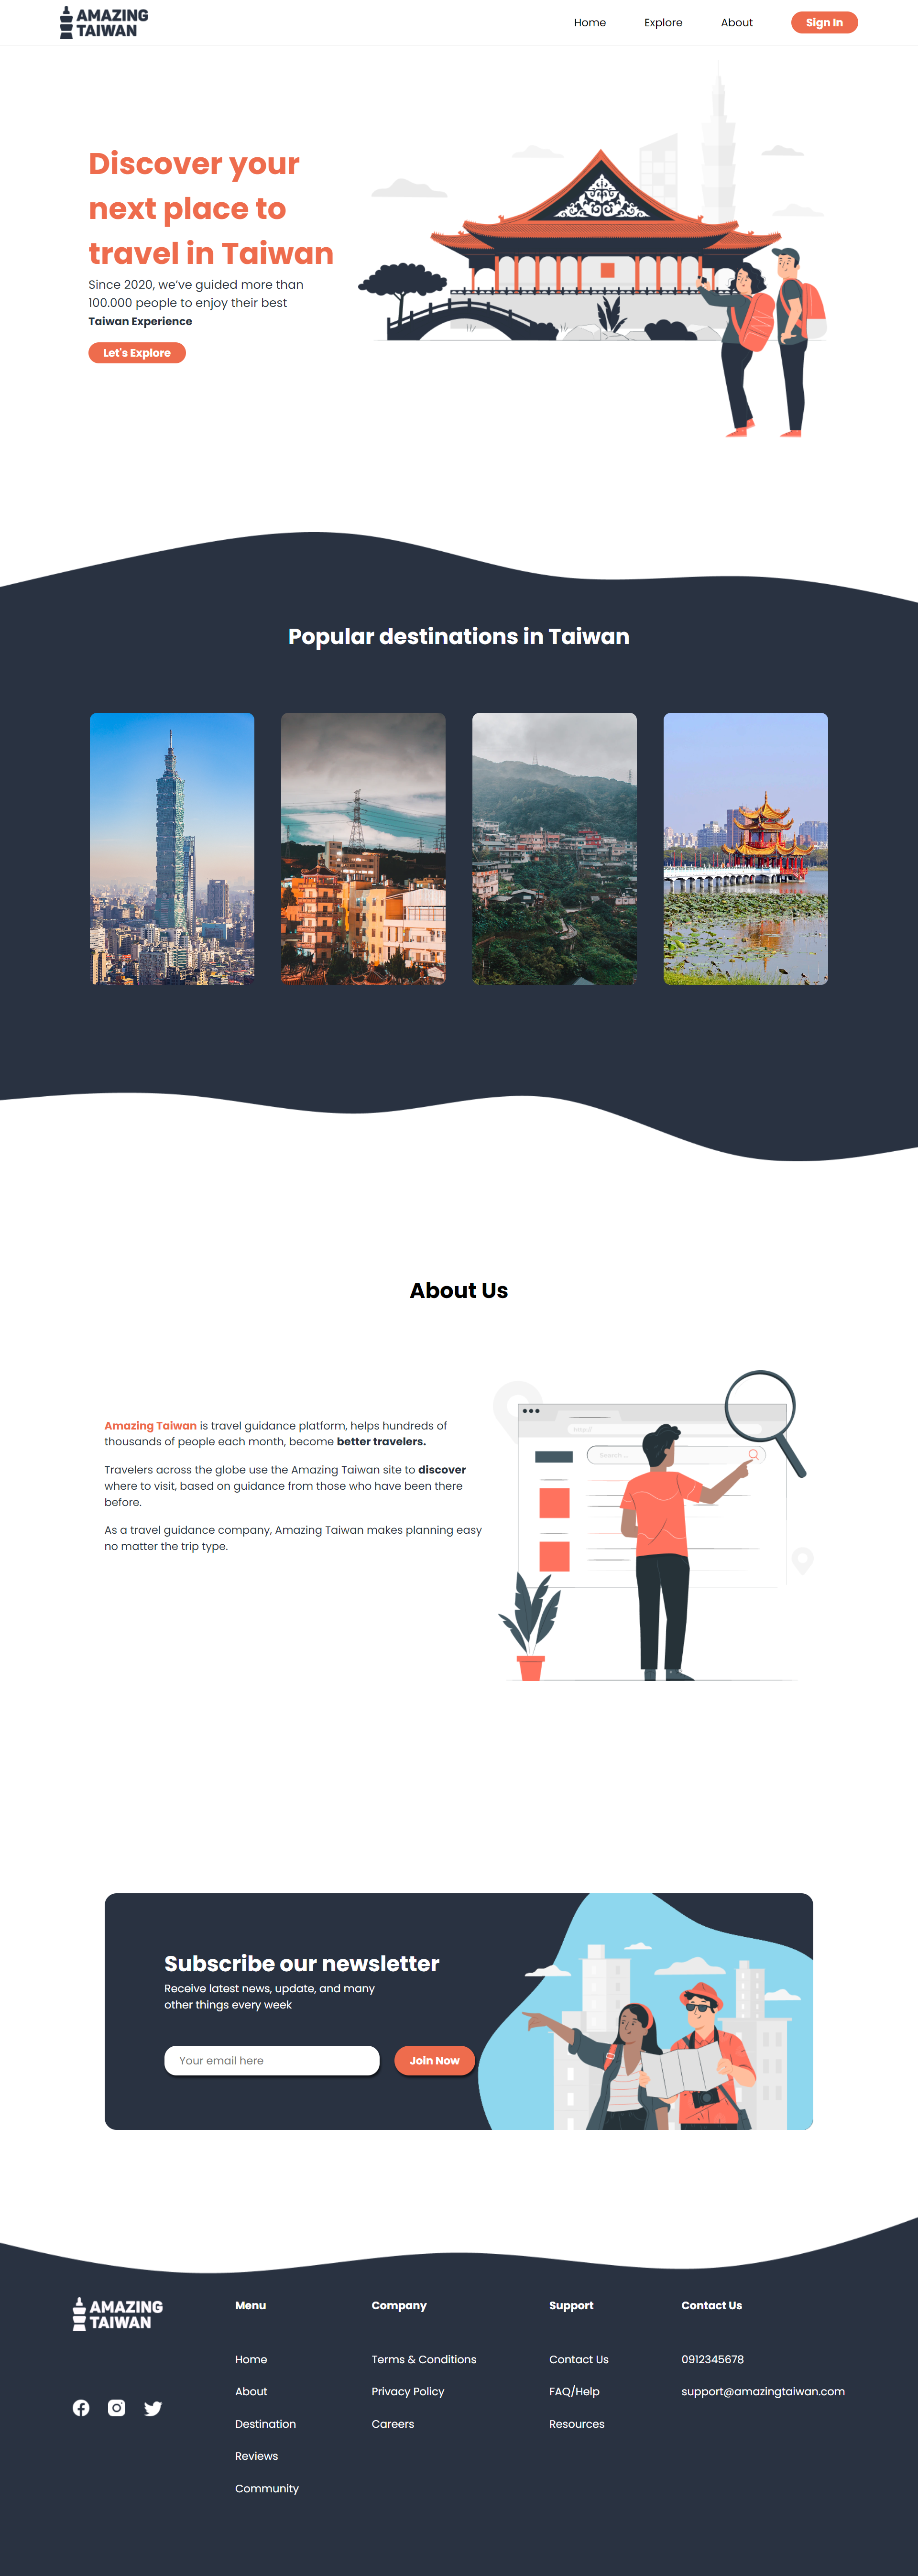 AMAZING
TAIWAN
Home
Explore
About
Sign In
Discover your
next place to
travel in Taiwan
Since 2020, we've guided more than
100.000 people to enjoy their best
Taiwan Experience
Let's Explore
Popular destinations in Taiwan
About Us
Amazing Taiwan is travel guidance platform, helps hundreds of
thousands of people each month, become better travelers.
Travelers across the globe use the Amazing Taiwan site to discover
where to visit, based on guidance from those who have been there
before.
As a travel guidance company, Amazing Taiwan makes planning easy
no matter the trip type.
Search ...
Subscribe our newsletter
Receive latest news, update, and many
other things every week
Your email here
Join Now
AMAZING
TAIWAN
Menu
Home
About
Destination
Reviews
Community
Company
Terms & Conditions
Privacy Policy
Careers
Support
Contact Us
FAQ/Help
Resources
Contact Us
0912345678
support@amazingtaiwan.com